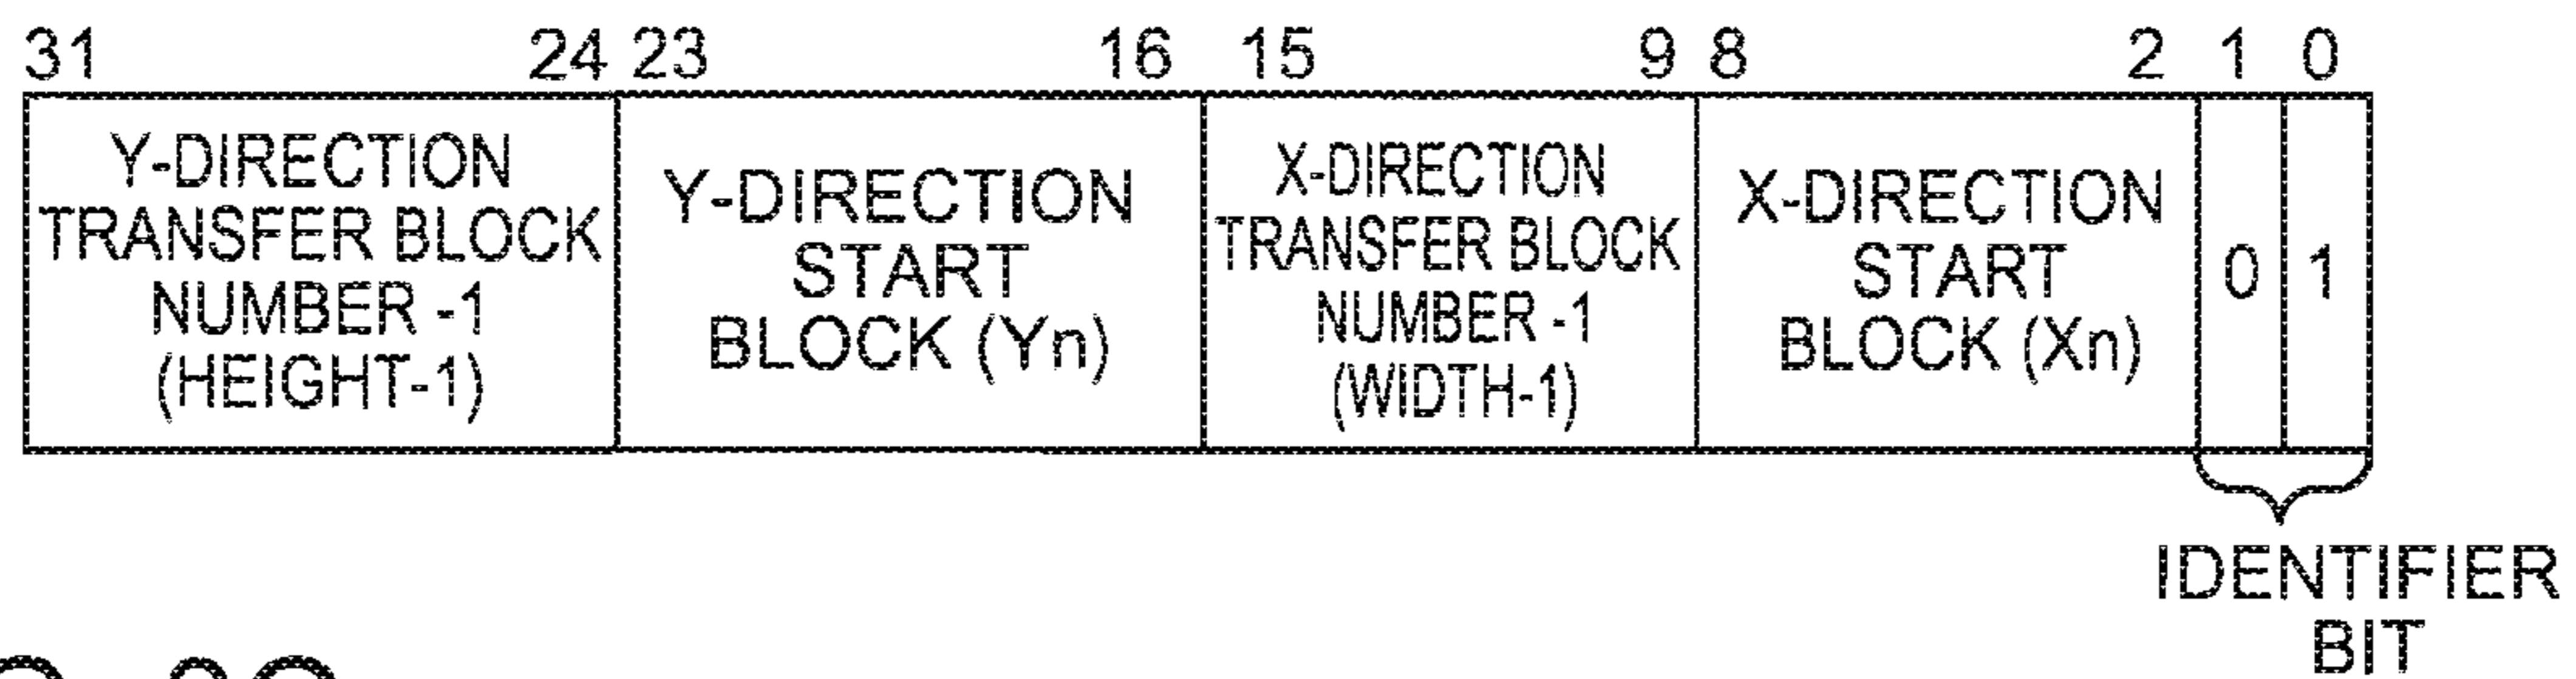 31 24 23 16 15 9 8 2 1 0
Y-DIRECTION
TRANSFER BLOCK
NUMBER -1
(HEIGHT-1)
Y-DIRECTION
START
BLOCK (Yn)
X-DIRECTION
TRANSFER BLOCK
NUMBER -1
(WIDTH-1)
X-DIRECTION
START
BLOCK (Xn)
0 1
IDENTIFIER
BIT